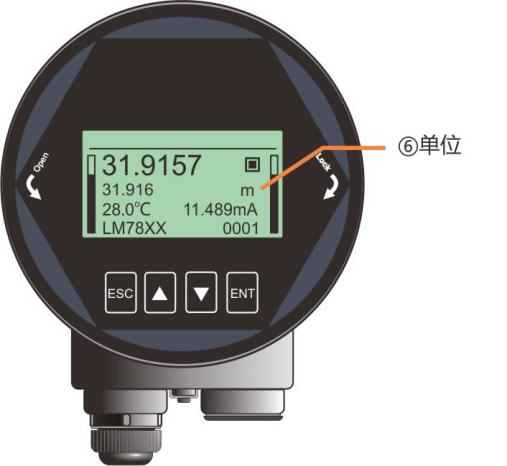 Open
Lock
31.9157
31.916 m
28.0℃ 11.489mA
LM78XX 0001
ESC
ENT
⑥单位